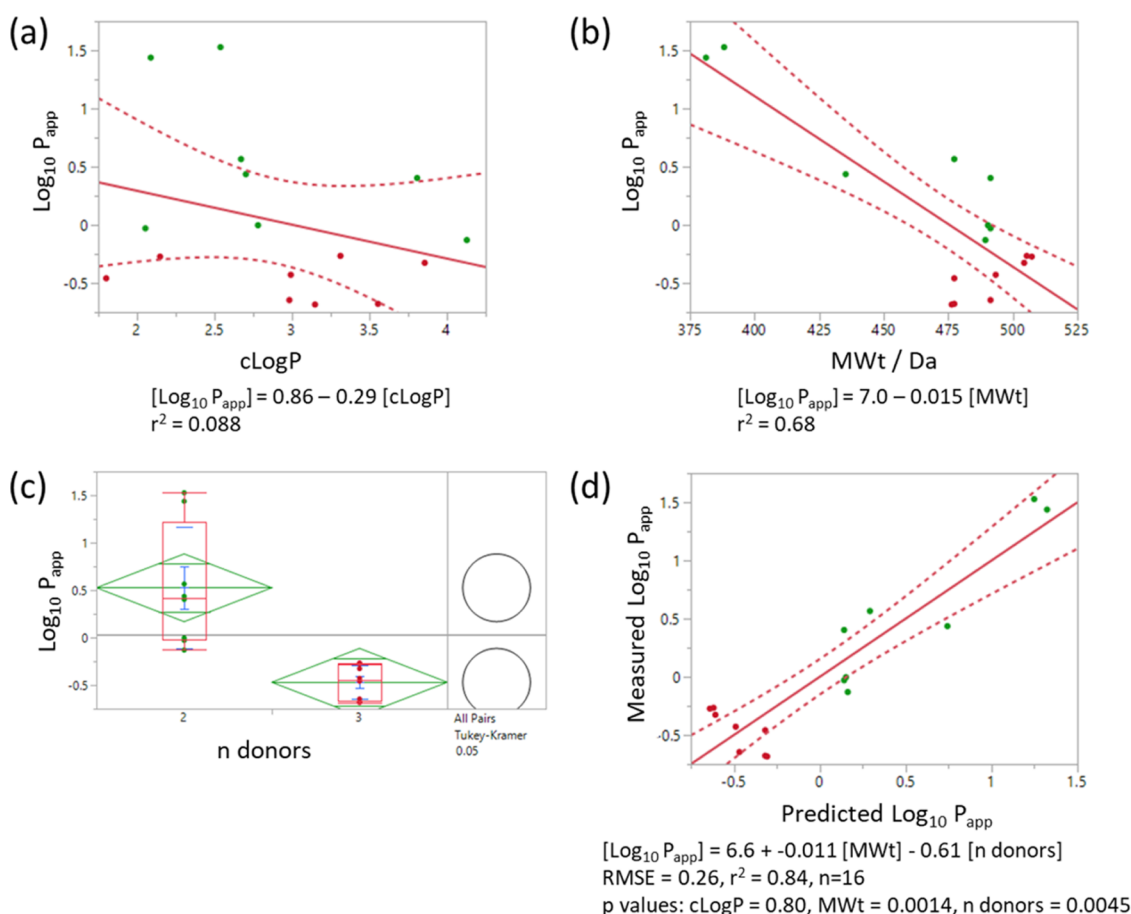 (a)
Log10 Papp
1.5
1
0.5
0
-0.5
2
2.5
3
3.5
4
cLogP
[Log10 Papp] = 0.86 – 0.29 [cLogP]
r2 = 0.088
(b)
Log10 Papp
1.5
1
0.5
0
-0.5
375
400
425
450
475
500
525
MWt / Da
[Log10 Papp] = 7.0 – 0.015 [MWt]
r2 = 0.68
(c)
Log10 Papp
1.5
1
0.5
0
-0.5
2
3
n donors
All Pairs
Tukey-Kramer
0.05
(d)
Measured Log10 Papp
1.5
1
0.5
0
-0.5
-0.5
0
0.5
1
1.5
Predicted Log10 Papp
[Log10 Papp] = 6.6 + -0.011 [MWt] - 0.61 [n donors]
RMSE = 0.26, r2 = 0.84, n=16
p values: cLogP = 0.80, MWt = 0.0014, n donors = 0.0045